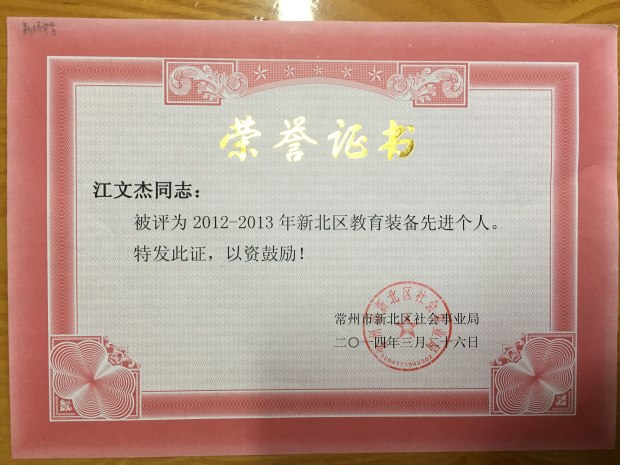 荣誉证书
江文杰同志：
被评为2012-2013年新北区教育装备先进个人。
特发此证，以资鼓励！
常州市新北区社会事业局
二〇一四年三月二十六日